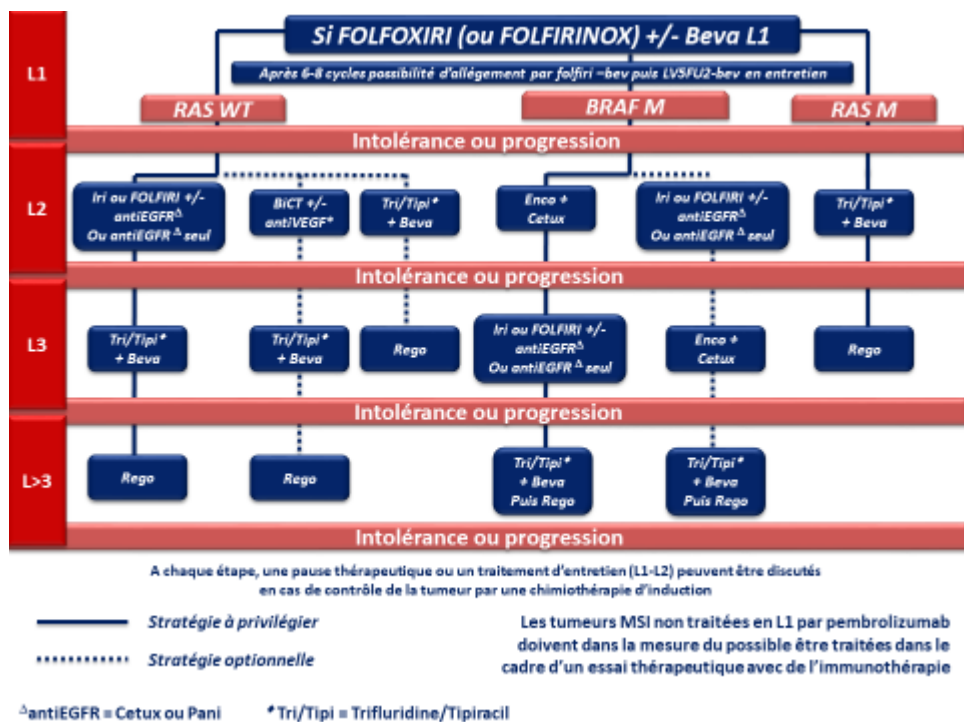 L1
Si FOLFOXIRI (ou FOLFIRINOX) +/- Beva L1
Après 6-8 cycles possibilité d'allégement par folfiri –bev puis LV5FU2-bev en entretien
RAS WT
BRAF M
RAS M
Intolérance ou progression
L2
Iri ou FOLFIRI +/-
antiEGFRΔ
Ou antiEGFR Δ seul
BiCT +/-
antiVEGF*
Tri/Tipi*
+ Beva
Enco +
Cetux
Iri ou FOLFIRI +/-
antiEGFRΔ
Ou antiEGFR Δ seul
Tri/Tipi*
+ Beva
Intolérance ou progression
L3
Tri/Tipi*
+ Beva
Tri/Tipi*
+ Beva
Rego
Iri ou FOLFIRI +/-
antiEGFRΔ
Ou antiEGFR Δ seul
Enco +
Cetux
Rego
Intolérance ou progression
L>3
Rego
Rego
Tri/Tipi*
+ Beva
Puis Rego
Tri/Tipi*
+ Beva
Puis Rego
Intolérance ou progression
A chaque étape, une pause thérapeutique ou un traitement d'entretien (L1-L2) peuvent être discutés
en cas de contrôle de la tumeur par une chimiothérapie d'induction
Stratégie à privilégier
Stratégie optionnelle
Les tumeurs MSI non traitées en L1 par pembrolizumab
doivent dans la mesure du possible être traitées dans le
cadre d'un essai thérapeutique avec de l'immunothérapie
ΔantiEGFR = Cetux ou Pani
*Tri/Tipi = Trifluridine/Tipiracil